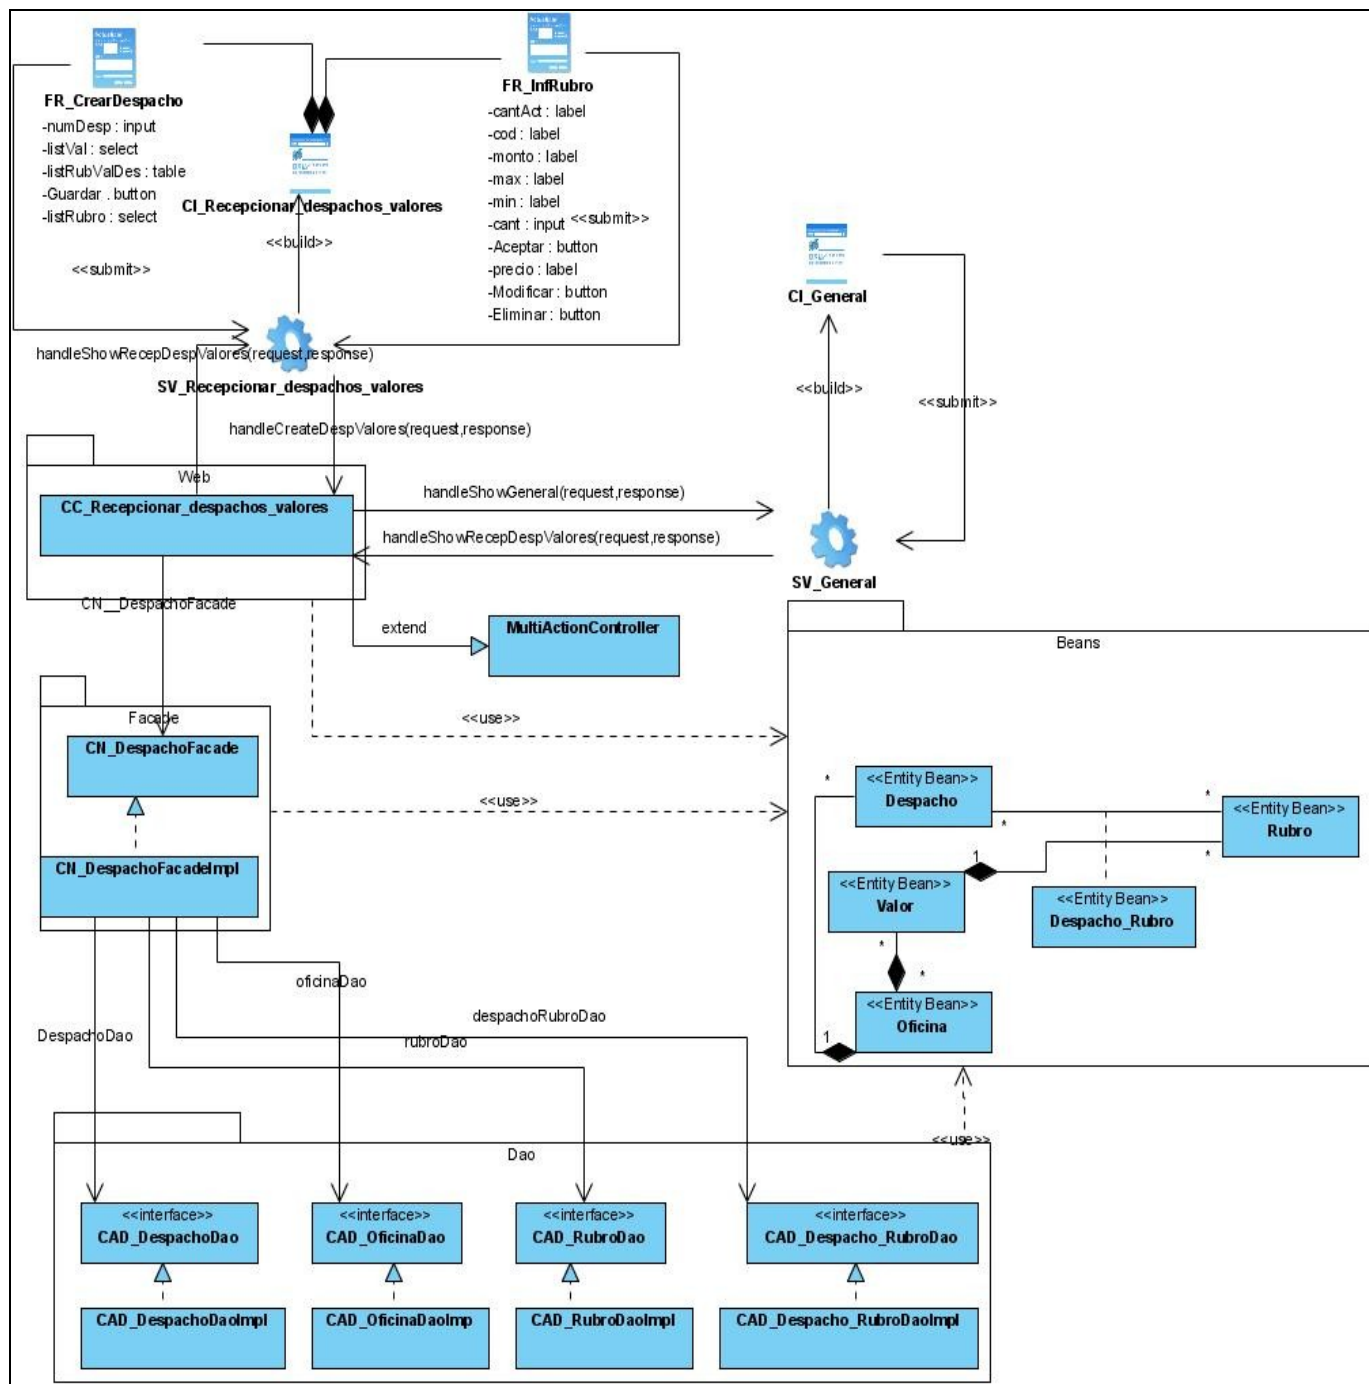 FR_CrearDespacho
-numDesp : input
-listVal : select
-listRubValDes : table
-Guardar . button
-listRubro : select
<<submit>>
FR_InfRubro
-cantAct : label
-cod : label
-monto : label
-max : label
-min : label
-cant : input
-Aceptar : button
-precio : label
-Modificar : button
-Eliminar : button
<<submit>>
CI_Recepcionar_despachos_valores
<<build>>
CI_General
<<build>>
<<submit>>
handleShowRecepDespValores(request,response)
SV_Recepcionar_despachos_valores
handleCreateDespValores(request,response)
Web
CC_Recepcionar_despachos_valores
handleShowGeneral(request,response)
handleShowRecepDespValores(request,response)
SV_General
CN__DespachoFacade
extend
MultiActionController
Beans
<<use>>
Facade
CN_DespachoFacade
<<use>>
CN_DespachoFacadeImpl
<<Entity Bean>>
Despacho
*
*
*
<<Entity Bean>>
Rubro
*
1
<<Entity Bean>>
Valor
<<Entity Bean>>
Despacho_Rubro
*
*
<<Entity Bean>>
Oficina
1
oficinaDao
despachoRubroDao
DespachoDao
rubroDao
<<use>>
Dao
<<interface>>
CAD_DespachoDao
<<interface>>
CAD_OficinaDao
<<interface>>
CAD_RubroDao
<<interface>>
CAD_Despacho_RubroDao
CAD_DespachoDaoImpl
CAD_OficinaDaoImp
CAD_RubroDaoImpl
CAD_Despacho_RubroDaoImpl